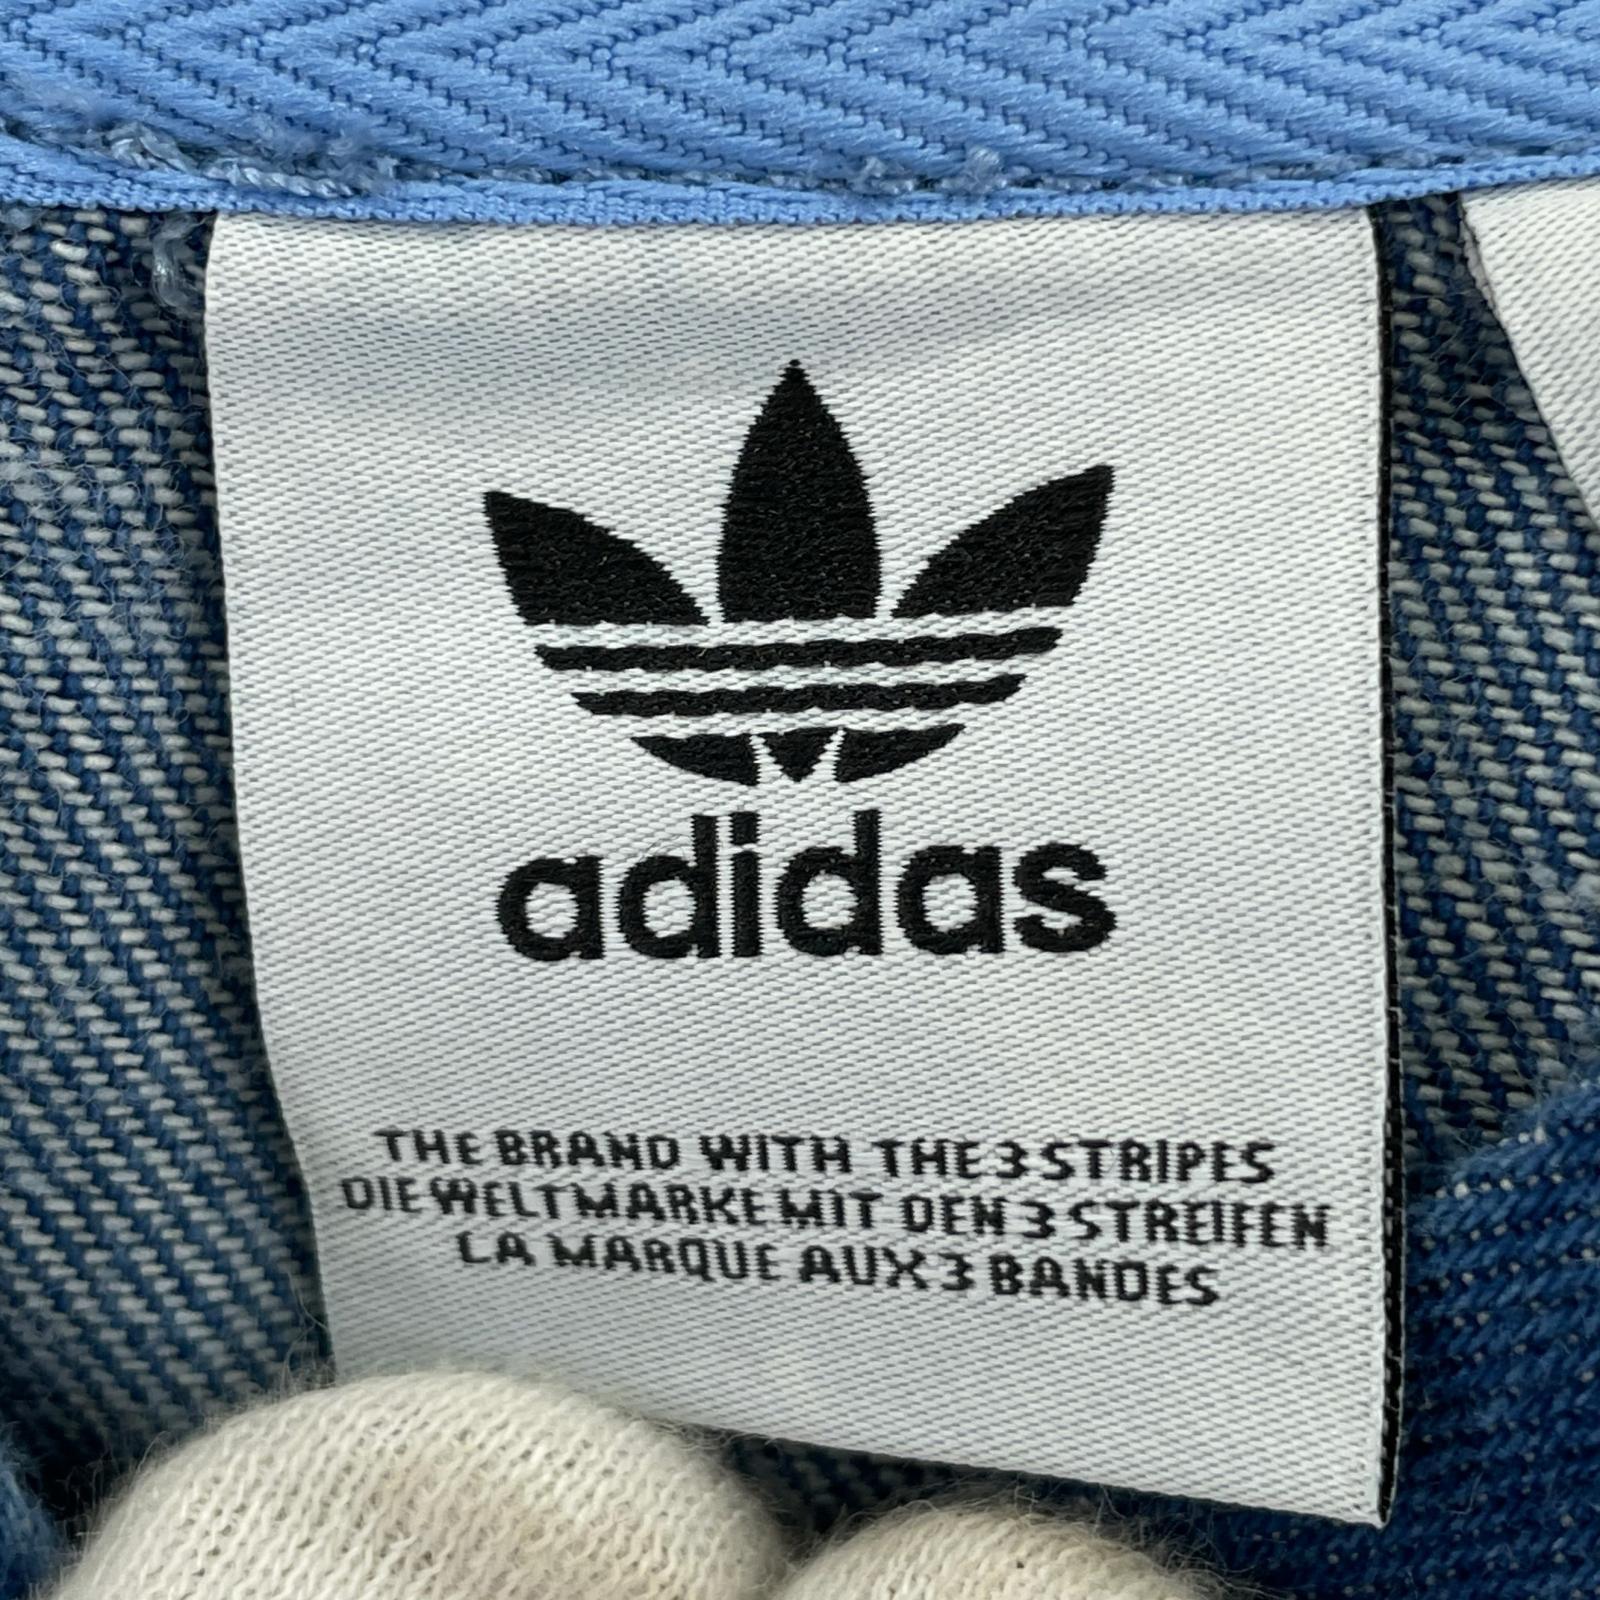 adidas
THE BRAND WITH THE 3 STRIPES
DIE WELTMARKE MIT DEN 3 STREIFEN
LA MARQUE AUX 3 BANDES